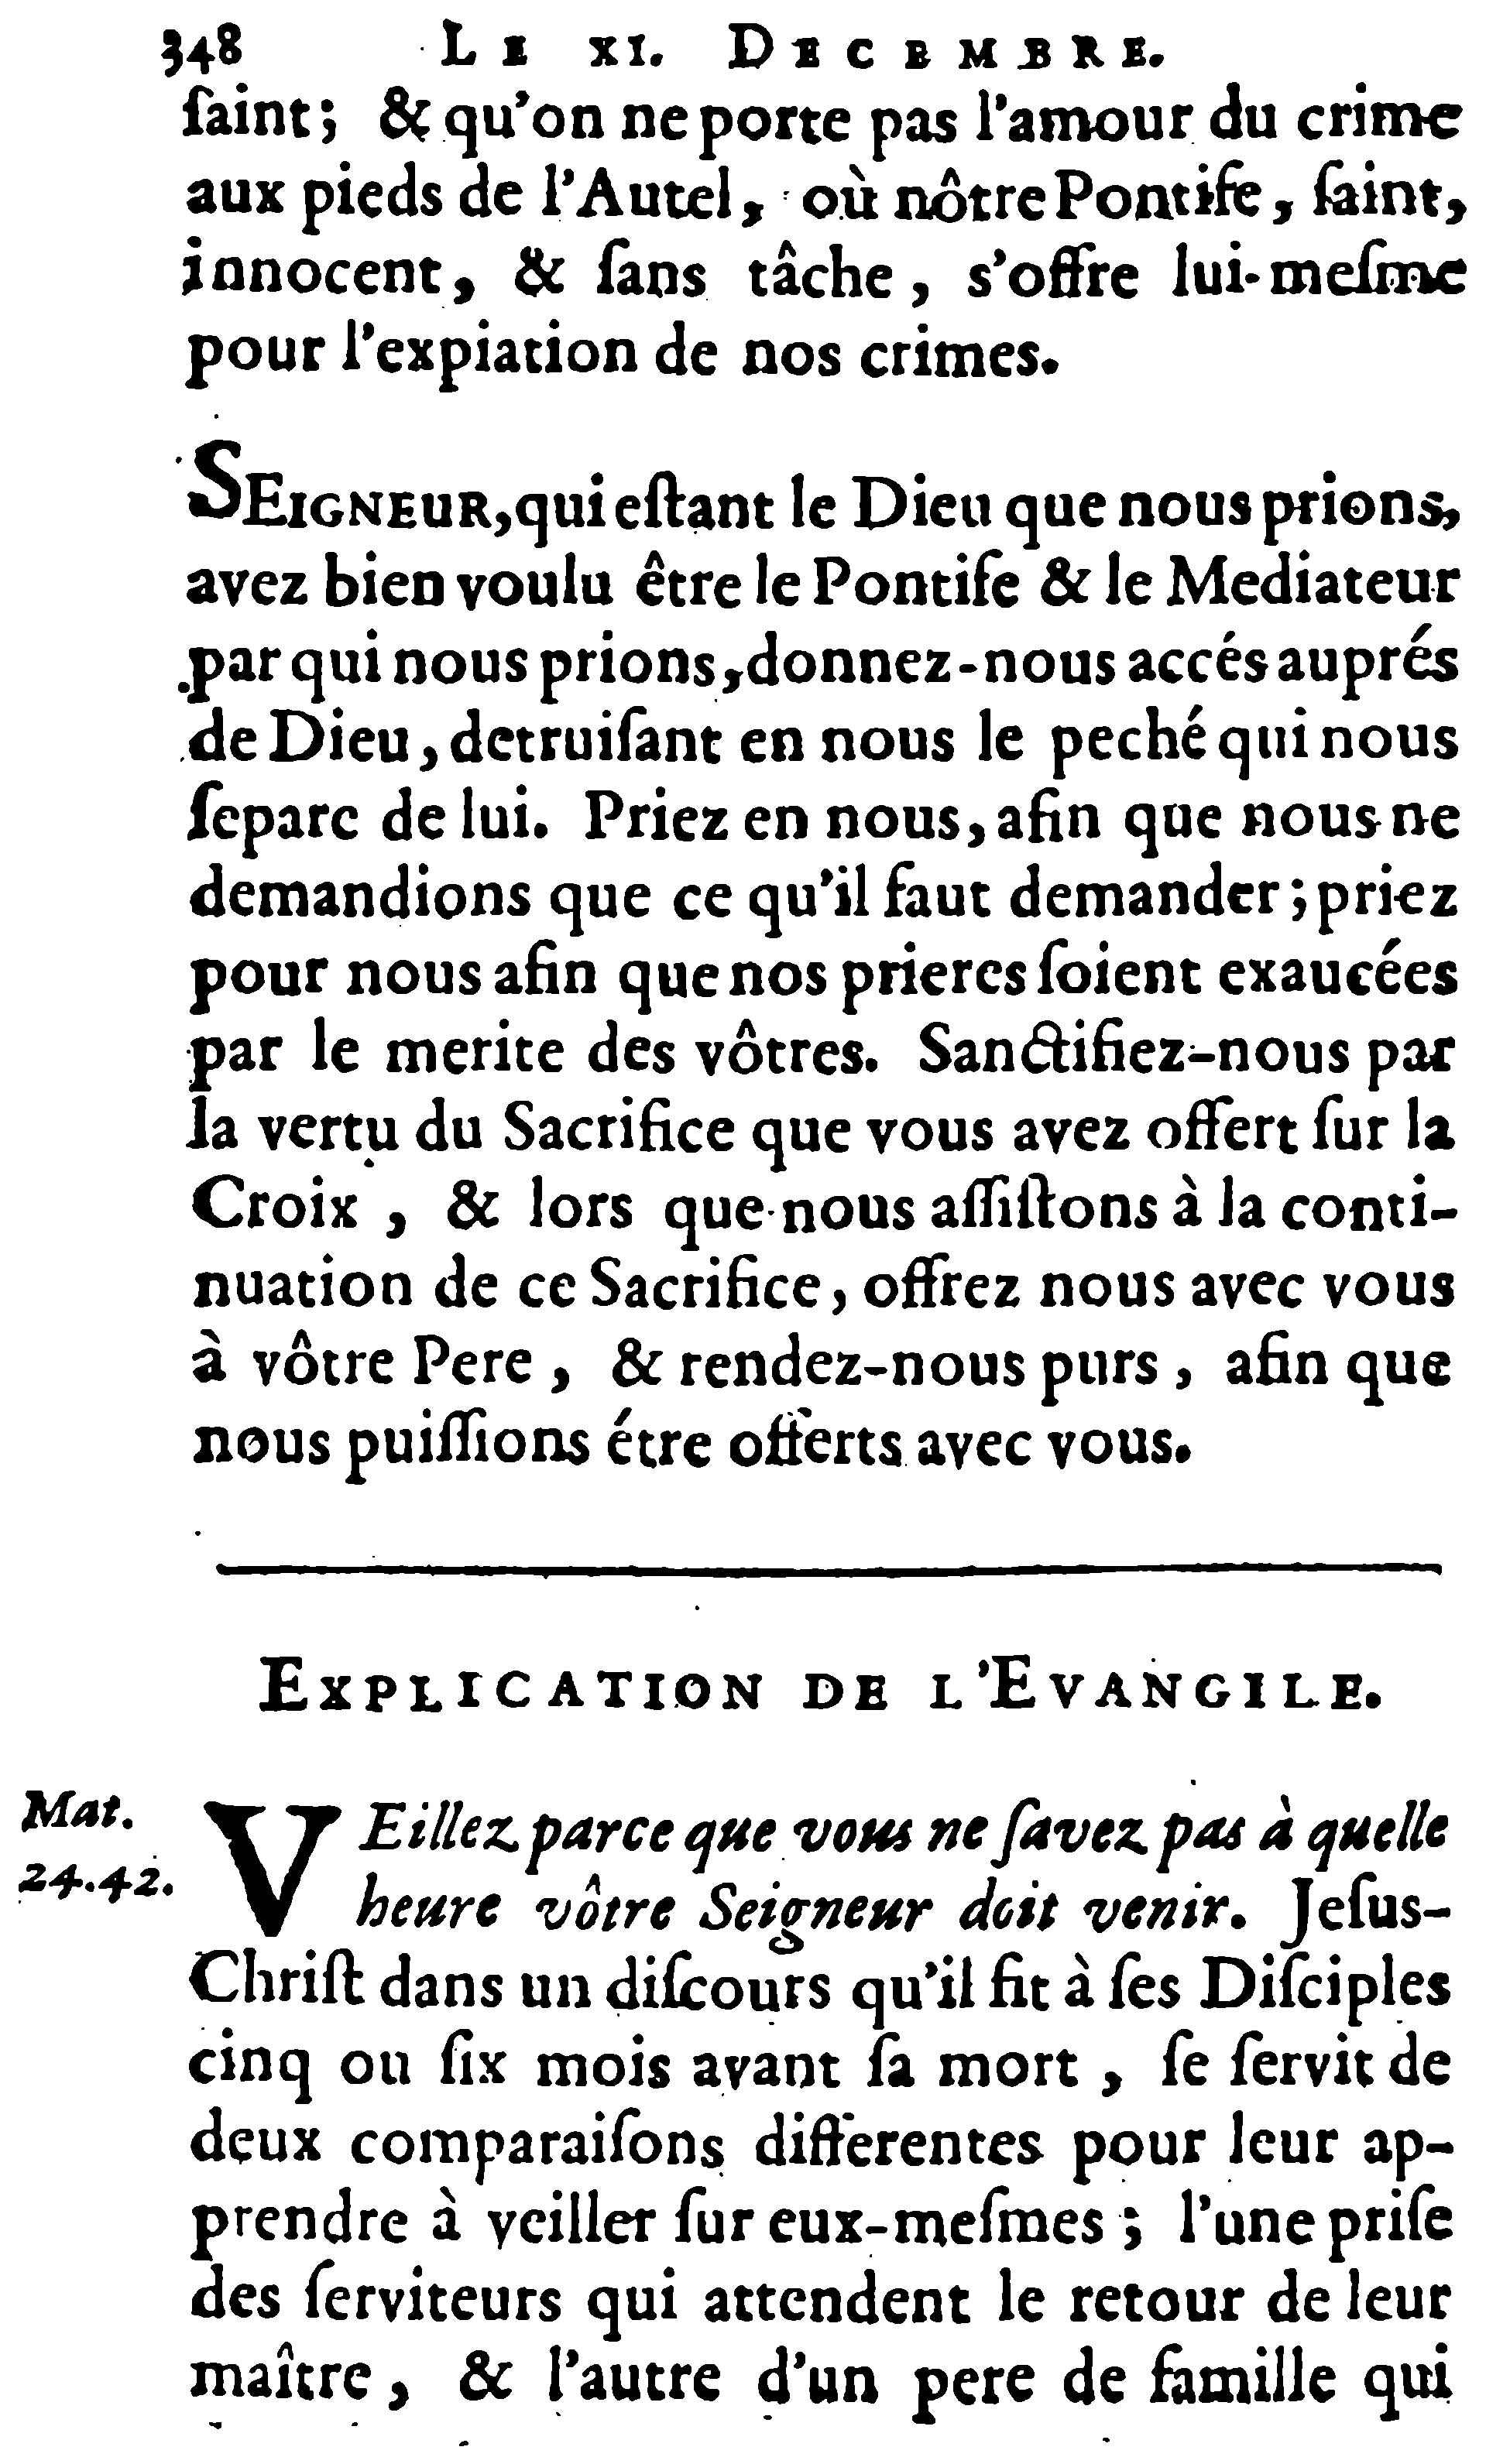 348 LE XI. DECEMBRE.
ſaint; & qu'on ne porte pas l'amour du crime
aux pieds de l'Autel, où nôtre Pontife, ſaint,
innocent, & ſans tâche, s'offre lui-meſme
pour l'expiation de nos crimes.
SEIGNEUR, qui eſtant le Dieu que nous prions,
avez bien voulu être le Pontife & le Mediateur
par qui nous prions, donnez-nous accés auprés
de Dieu, detruiſant en nous le peché qui nous
ſepare de lui. Priez en nous, afin que nous ne
demandions que ce qu'il faut demander; priez
pour nous afin que nos prieres ſoient exaucées
par le merite des vôtres. Sanctifiez-nous par
la vertu du Sacrifice que vous avez offert ſur la
Croix, & lors que nous aſſiſtons à la conti-
nuation de ce Sacrifice, offrez nous avec vous
à vôtre Pere, & rendez-nous purs, afin que
nous puiſſions étre offerts avec vous.
EXPLICATION DE L'EVANGILE.
Mat.
24.42.
VEillez parce que vous ne ſavez pas à quelle
heure vôtre Seigneur doit venir. Jeſus-
Chriſt dans un diſcours qu'il fit à ſes Diſciples
cinq ou ſix mois avant ſa mort, ſe ſervit de
deux comparaiſons differentes pour leur ap-
prendre à veiller ſur eux-meſmes; l'une priſe
des ſerviteurs qui attendent le retour de leur
maître, & l'autre d'un pere de famille qui